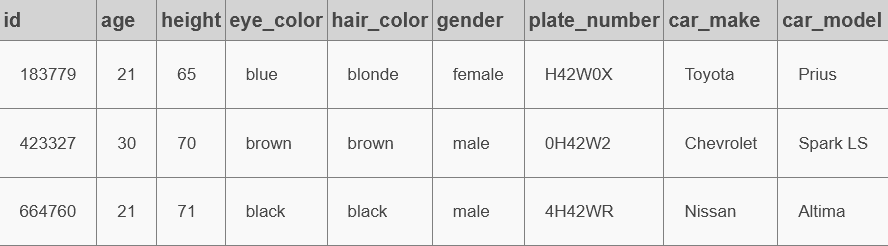 id age height eye_color hair_color gender plate_number car_make car_model
183779 21 65 blue blonde female H42W0X Toyota Prius
423327 30 70 brown brown male 0H42W2 Chevrolet Spark LS
664760 21 71 black black male 4H42WR Nissan Altima